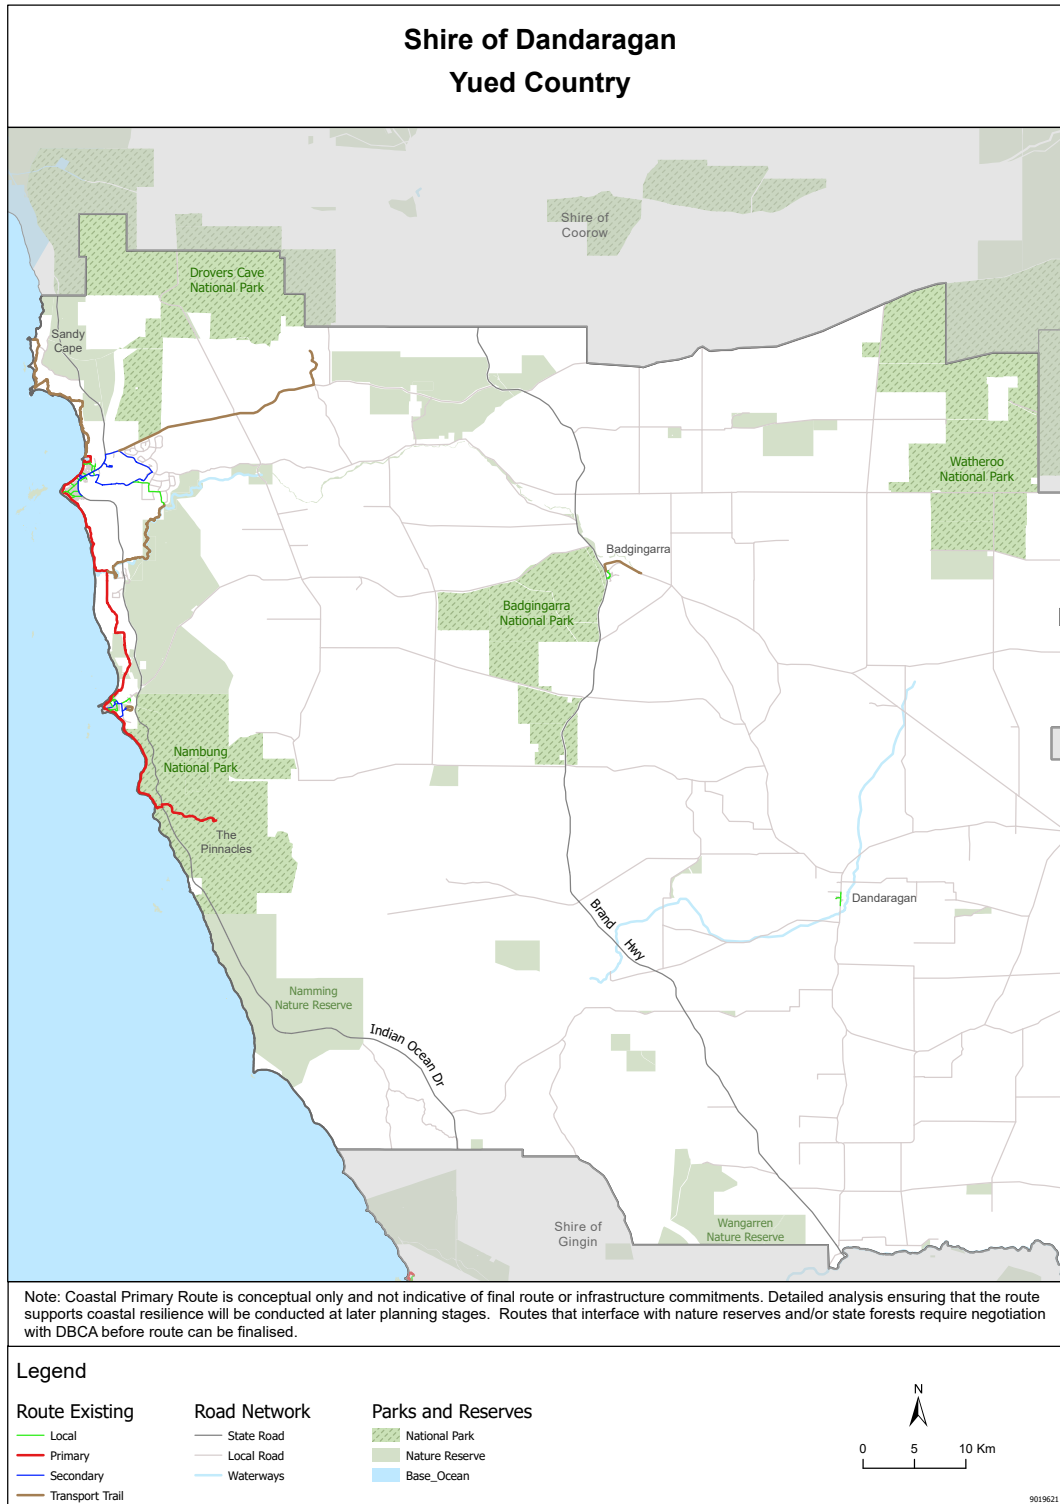 Shire of Dandaragan
Yued Country
Shire of
Coorow
Drovers Cave
National Park
Sandy
Cape
Watheroo
National Park
Badgingarra
Badgingarra
National Park
Nambung
National Park
The
Pinnacles
Dandaragan
Brand Hwy
Namming
Nature Reserve
Indian Ocean Dr
Wangarren
Nature Reserve
Shire of
Gingin
Note: Coastal Primary Route is conceptual only and not indicative of final route or infrastructure commitments. Detailed analysis ensuring that the route
supports coastal resilience will be conducted at later planning stages. Routes that interface with nature reserves and/or state forests require negotiation
with DBCA before route can be finalised.
Legend
Route Existing
Local
Primary
Secondary
Transport Trail
Road Network
State Road
Local Road
Waterways
Parks and Reserves
National Park
Nature Reserve
Base_Ocean
N
0 5 10 Km
9019621